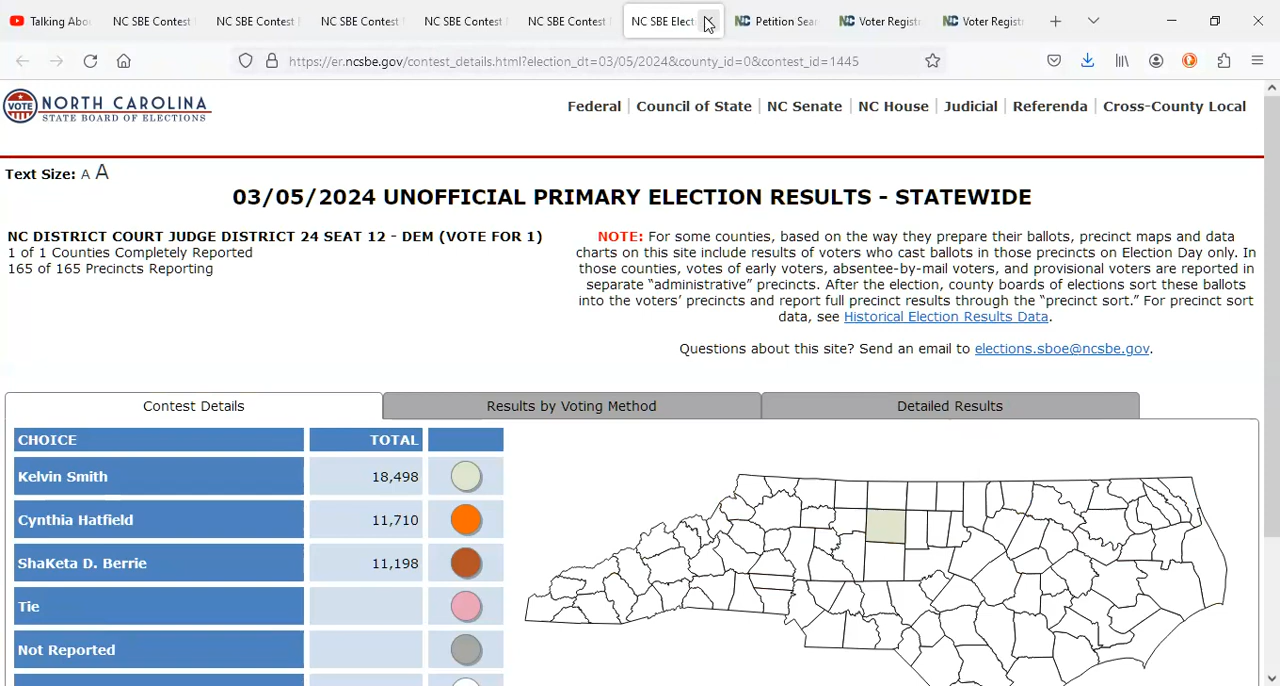 Talking Abou
NC SBE Contest
NC SBE Contest
NC SBE Contest
NC SBE Contest
NC SBE Contest
NC SBE Elect
Petition Sea
Voter Regist
Voter Regist
https://er.ncsbe.gov/contest_details.html?election_dt=03/05/2024&county_id=0&contest_id=1445
VOTE NORTH CAROLINA
STATE BOARD OF ELECTIONS
Federal | Council of State | NC Senate | NC House | Judicial | Referenda | Cross-County Local
Text Size: A A
03/05/2024 UNOFFICIAL PRIMARY ELECTION RESULTS - STATEWIDE
NC DISTRICT COURT JUDGE DISTRICT 24 SEAT 12 - DEM (VOTE FOR 1)
1 of 1 Counties Completely Reported
165 of 165 Precincts Reporting
NOTE: For some counties, based on the way they prepare their ballots, precinct maps and data
charts on this site include results of voters who cast ballots in those precincts on Election Day only. In
those counties, votes of early voters, absentee-by-mail voters, and provisional voters are reported in
separate “administrative” precincts. After the election, county boards of elections sort these ballots
into the voters’ precincts and report full precinct results through the “precinct sort.” For precinct sort
data, see Historical Election Results Data.
Questions about this site? Send an email to elections.sboe@ncsbe.gov.
Contest Details
Results by Voting Method
Detailed Results
CHOICE TOTAL
Kelvin Smith 18,498
Cynthia Hatfield 11,710
ShaKeta D. Berrie 11,198
Tie
Not Reported